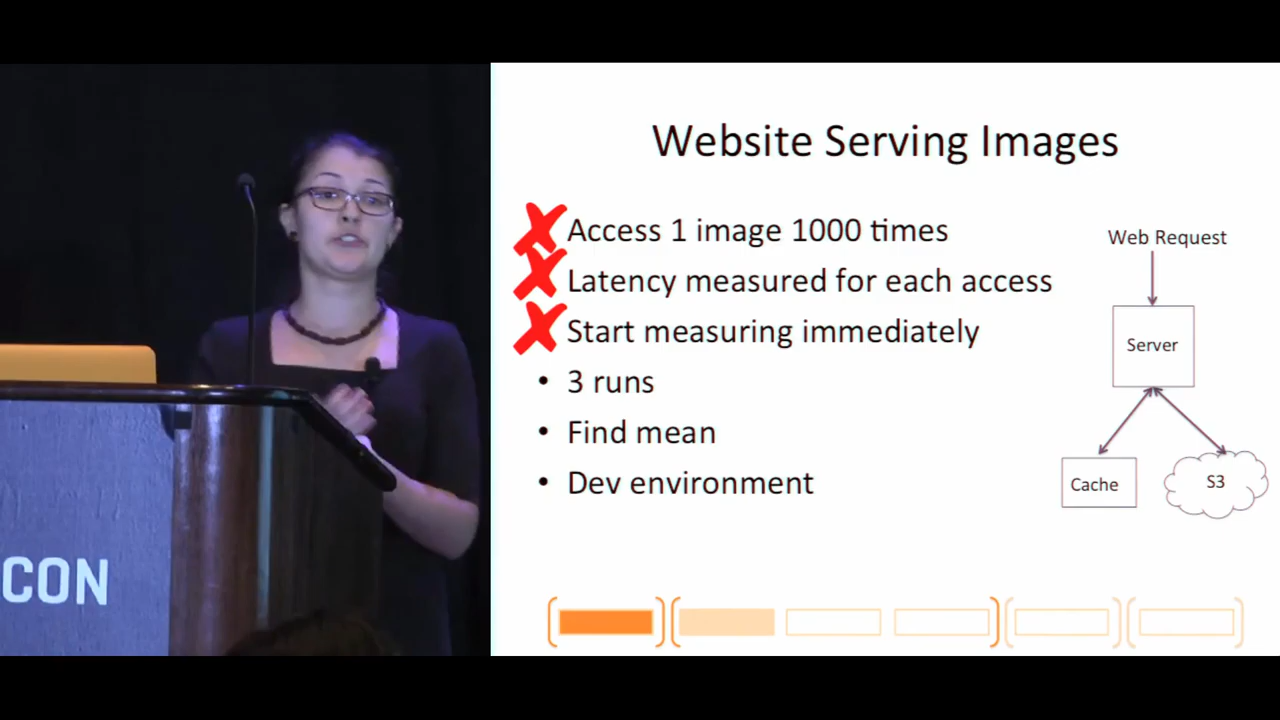 Website Serving Images
Access 1 image 1000 times
Latency measured for each access
Start measuring immediately
• 3 runs
• Find mean
• Dev environment
Web Request
Server
Cache
S3
CON